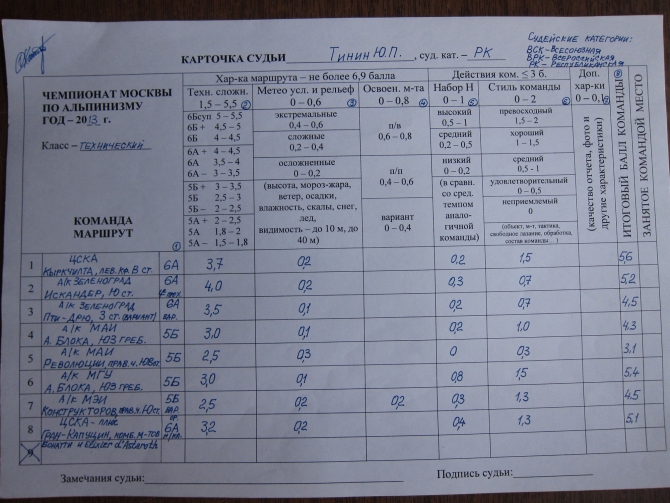 КАРТОЧКА СУДЬИ Тинин Ю.П., суд. кат. – РК
СУДЕЙСКИЕ КАТЕГОРИИ:
ВСК - ВСЕСОЮЗНАЯ
ВРК - ВСЕРОССИЙСКАЯ
РК - РЕСПУБЛИКАНСКАЯ
ЧЕМПИОНАТ МОСКВЫ
ПО АЛЬПИНИЗМУ
ГОД – 2013 г.
Класс – ТЕХНИЧЕСКИЙ
КОМАНДА
МАРШРУТ
Хар-ка маршрута – не более 6,9 балла
Действия ком. ≤ 3 б.
Доп. хар-ки
0 – 0,1
Техн. сложн.
1,5 – 5,5
Метео усл. и рельеф
0 – 0,6
Освоен. м-та
0 – 0,8
Набор Н
0 – 1
Стиль команды
0 – 2
6Бсуп 5 – 5,5
6Б + 4,5 – 5
6Б 4 – 4,5
6А + 4 – 4,5
6А 3,5 – 4
6А – 3 – 3,5
5Б + 3 – 3,5
5Б 2,5 – 3
5Б – 2 – 2,5
5А + 2 – 2,5
5А 1,8 – 2
5А – 1,5 – 1,8
экстремальные
0,4 – 0,6
сложные
0,2 – 0,4
осложненные
0 – 0,2
(высота, мороз-жара,
ветер, осадки,
влажность, скалы, снег,
лед,
видимость – до 10 м, до
40 м)
п/в
0,6 – 0,8
п/п
0,4 – 0,6
вариант
0 – 0,4
высокий
0,5 – 1
средний
0,2 – 0,5
низкий
0 – 0,2
(в сравн.
со сред.
темпом
анало-
гичной
команды)
превосходный
1,5 – 2
хороший
1 – 1,5
средний
0,5 - 1
удовлетворительный
0 – 0,5
неприемлемый
0
(объект, м-т, тактика,
свободное лазание, обработка,
состав команды…)
(качество отчета, фото и
другие характеристики)
ИТОГОВЫЙ БАЛЛ КОМАНДЫ
ЗАНЯТОЕ КОМАНДОЙ МЕСТО
1 ЦСКА
КЫРКЧИЛТА, ЛЕВ. КФ. В СТ. 6А 3,7 0,2 0,2 1,5 5,6
2 А/К ЗЕЛЕНОГРАД
ИСКАНДЕР, Ю СТ. 6А 4,0 0,2 0,3 0,7 5,2
3 А/К ЗЕЛЕНОГРАД
ПТИ-ДРЮ, З СТ. (ВАРИАНТ) 6А ВАР. 3,5 0,1 0,2 0,7 4,5
4 А/К МАИ
А. БЛОКА, ЮЗ ГРЕБ. 5Б 3,0 0,1 0,2 1,0 4,3
5 А/К МАИ
РЕВОЛЮЦИИ, ПРАВ. Ч. ЮВ СТ. 5Б 2,5 0,3 0 0,3 3,1
6 А/К МГУ
А. БЛОКА, ЮЗ ГРЕБ. 5Б 3,0 0,1 0,8 1,5 5,4
7 А/К МЭИ
КОНСТРУКТОРОВ, ПРАВ. Ч. Ю СТ. 5Б ВАР. 2,5 0,2 0,2 0,3 1,3 4,5
8 ЦСКА -
ГРАН-КАПУЦИН, КОМБ. М-ТОВ 6А 3,2 0,2 0,4 1,3 5,1
9 БОНАТТИ И Elixir d'Astaroth
Замечания судьи:
Подпись судьи: